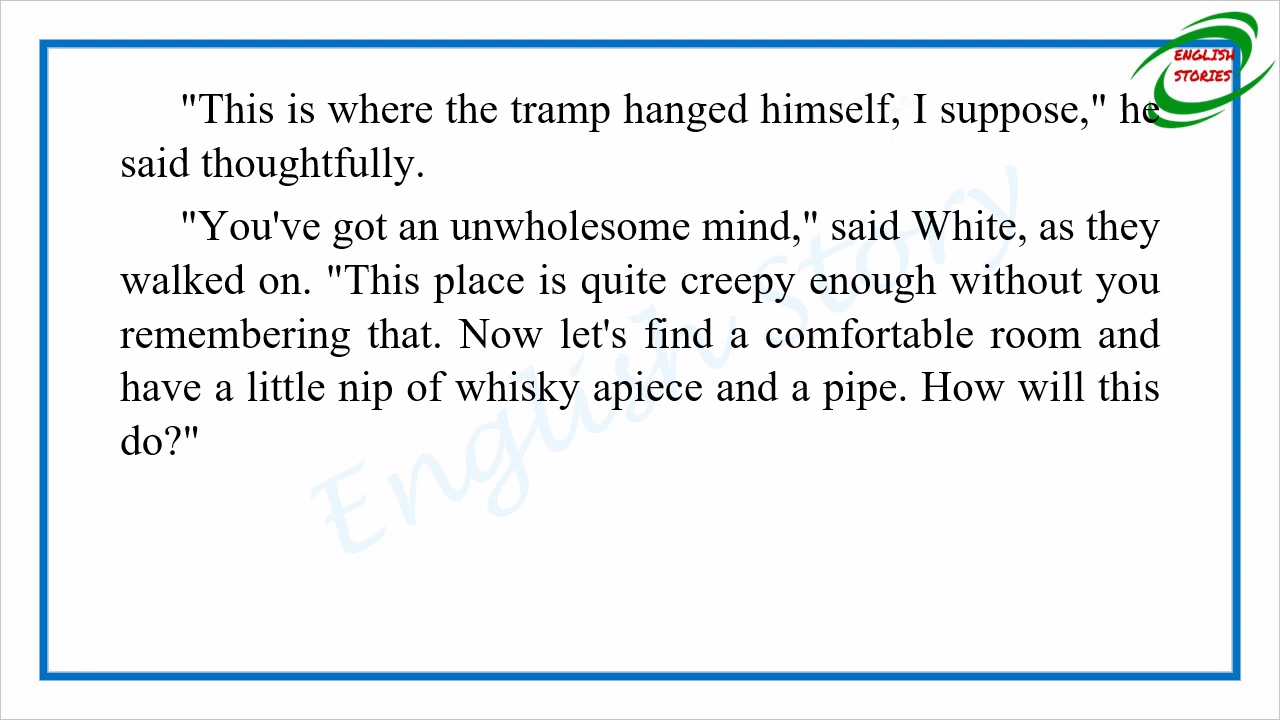 ENGLISH
STORIES
"This is where the tramp hanged himself, I suppose," he
said thoughtfully.
"You've got an unwholesome mind," said White, as they
walked on. "This place is quite creepy enough without you
remembering that. Now let's find a comfortable room and
have a little nip of whisky apiece and a pipe. How will this
do?"
English Story